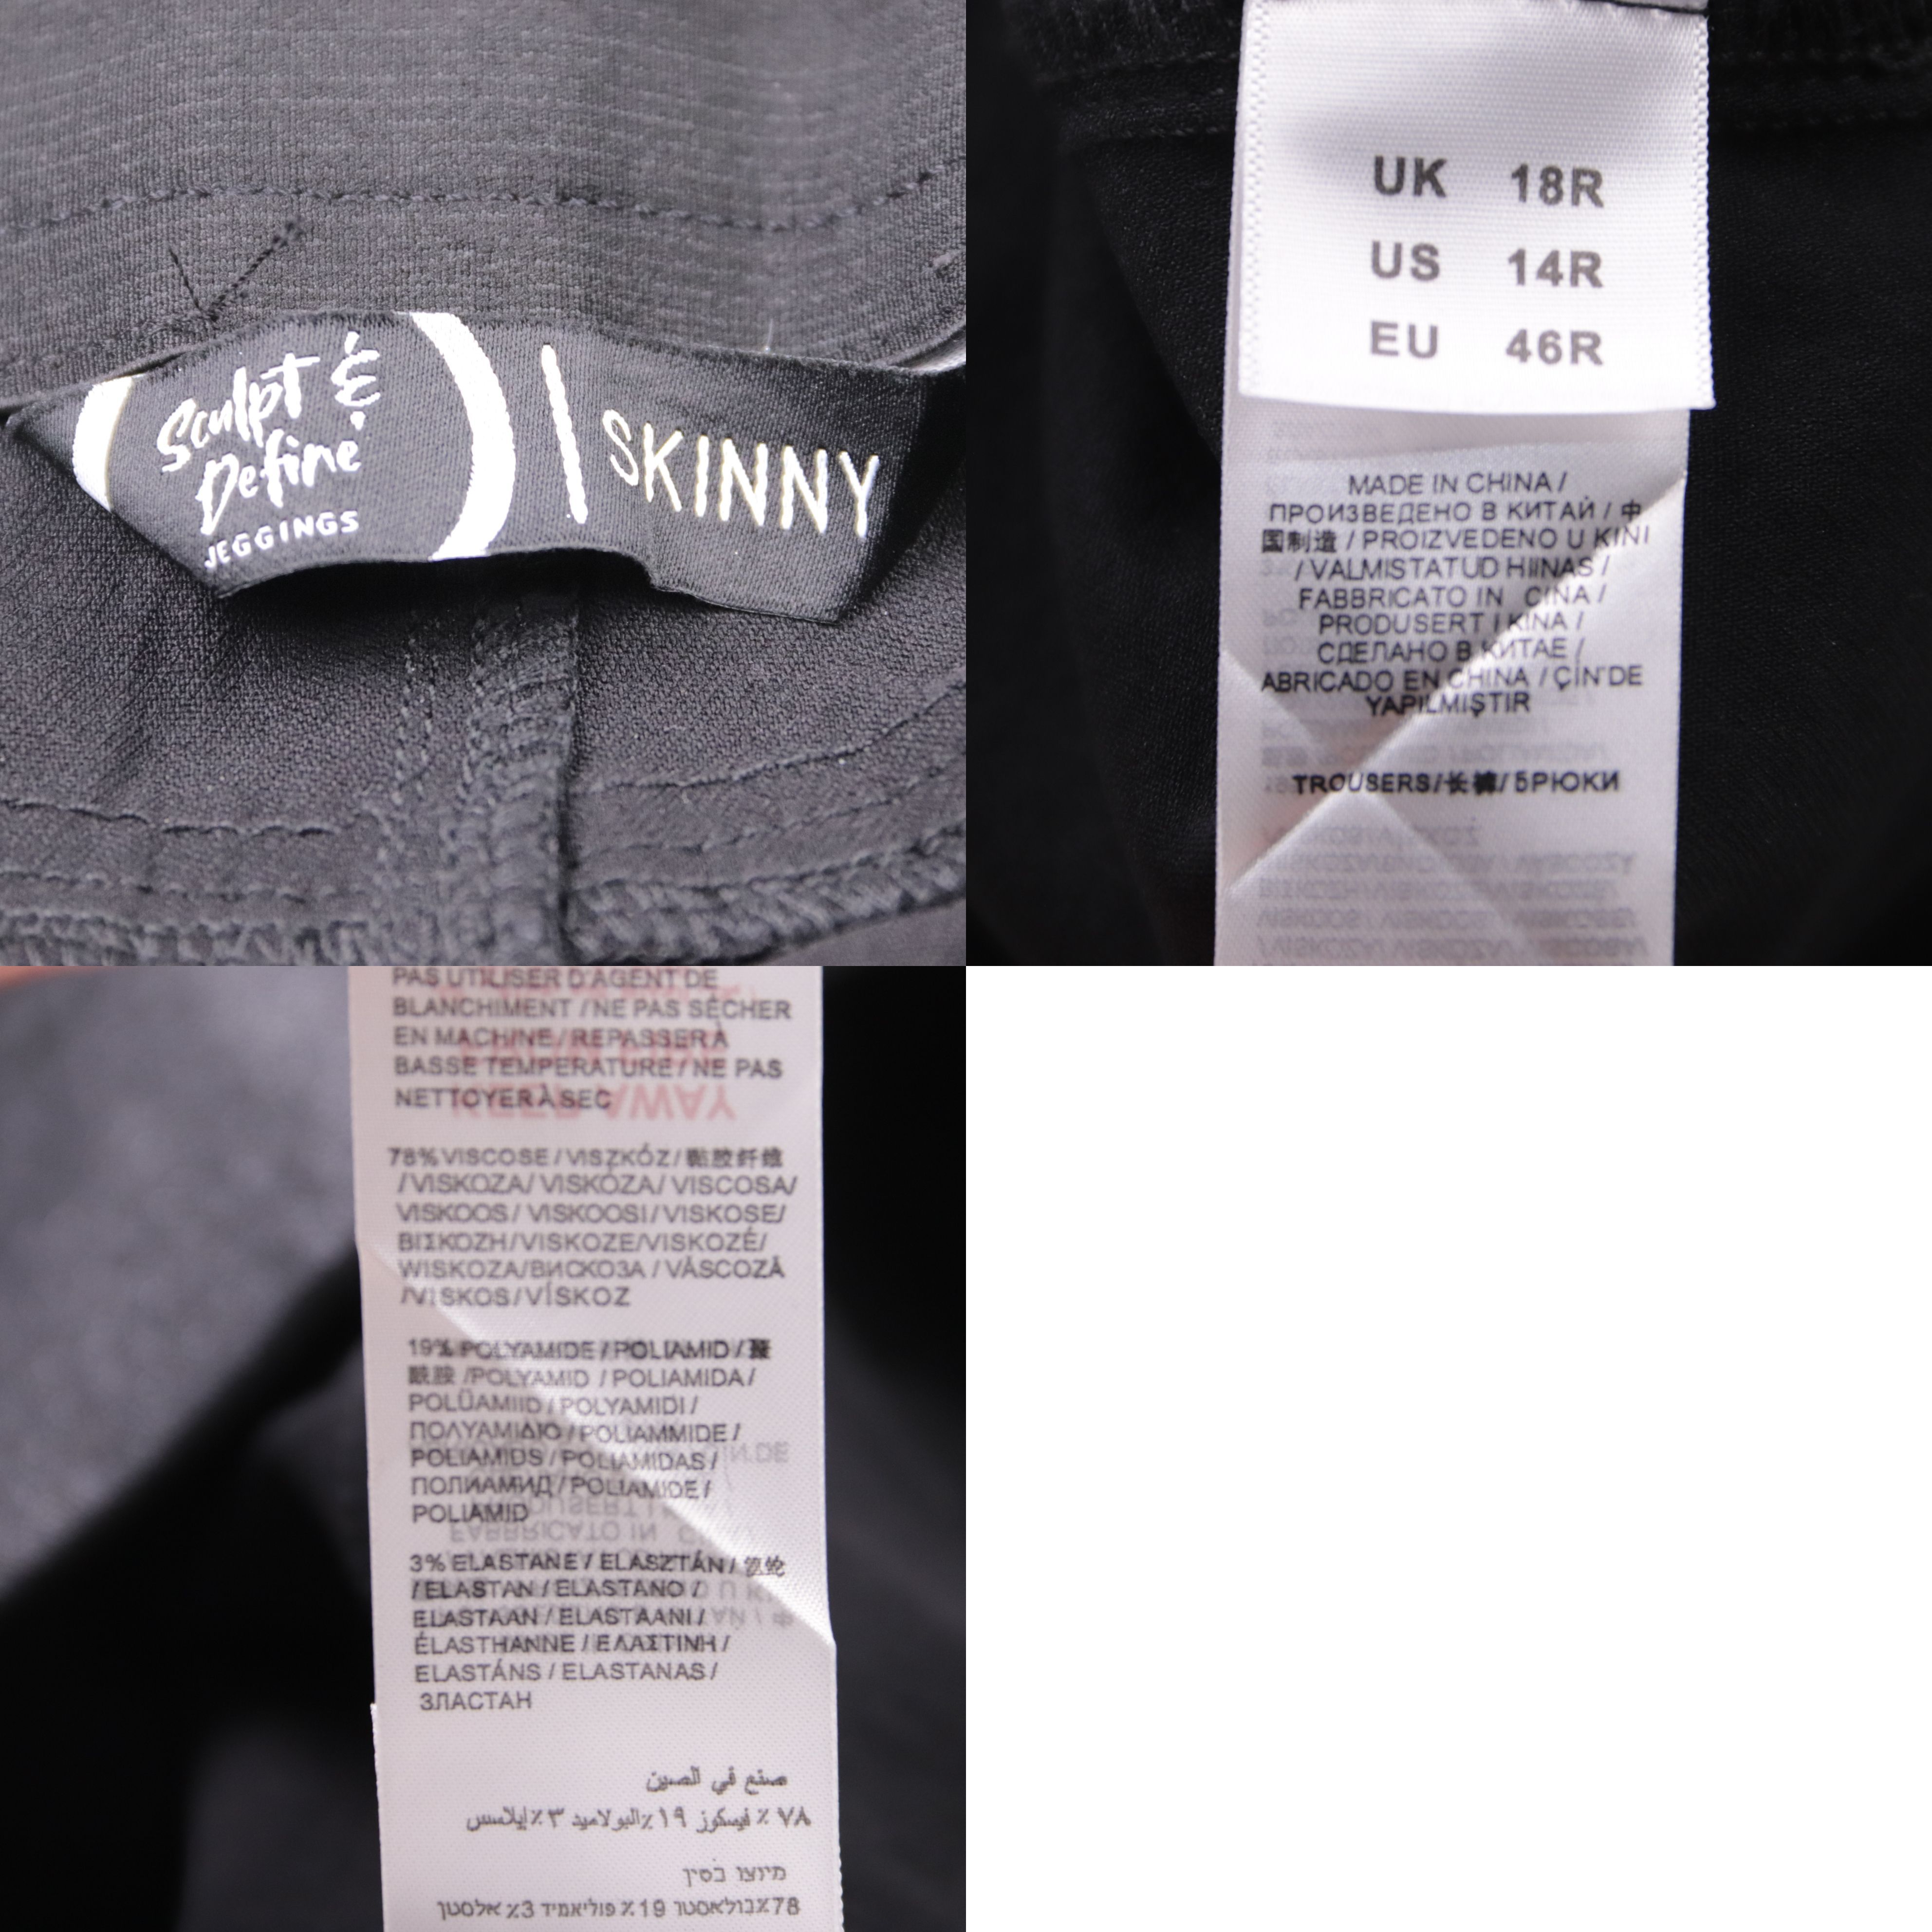 Sculpt &
Define
JEGGINGS
SKINNY
UK 18R
US 14R
EU 46R
MADE IN CHINA /
ПРОИЗВЕДЕНО В КИТАЙ / 中
国制造 / PROIZVEDENO U KINI
/ VALMISTATUD HIINAS /
FABBRICATO IN CINA /
PRODUSERT I KINA /
СДЕЛАНО В КИТАЕ /
ABRICADO EN CHINA / ÇİN'DE
YAPILMIŞTIR
TROUSERS/长裤/БРЮКИ
PAS UTILISER D'AGENT DE
BLANCHIMENT / NE PAS SÉCHER
EN MACHINE / REPASSER À
BASSE TEMPERATURE / NE PAS
NETTOYER À SEC
78% VISCOSE / VISZKÓZ / 黏胶纤维
/ VISKOZA / VISKÓZA / VISCOSA/
VISKOOS / VISKOOSI / VISKOSE/
ΒΙΣΚΟΖΗ/VISKOZE/VISKOZĖ/
WISKOZA/ВИСКОЗА / VÂSCOZĂ
/VISKOS/VÍSKOZ
19% POLYAMIDE / POLIAMID / 聚
酰胺 /POLYAMID / POLIAMIDA /
POLÜAMIID / POLYAMIDI /
ΠΟΛΥΑΜΙΔΙΟ / POLIAMMIDE /
POLIAMIDS / POLIAMIDAS /
ПОЛИАМИД / POLIAMIDE /
POLIAMID
3% ELASTANE / ELASZTÁN / 氨纶
/ ELASTAN / ELASTANO /
ELASTAAN / ELASTAANI /
ÉLASTHANNE / ΕΛΑΣΤΙΝΗ /
ELASTÁNS / ELASTANAS /
ЗЛАСТАН
صنع في الصين
٧٨ ٪ فيسكوز ١٩ ٪البولاميد ٣ ٪إيلاسس
מיוצו בסין
78٪בולאסטר 19٪ פוליאמיד 3٪ אלסטן